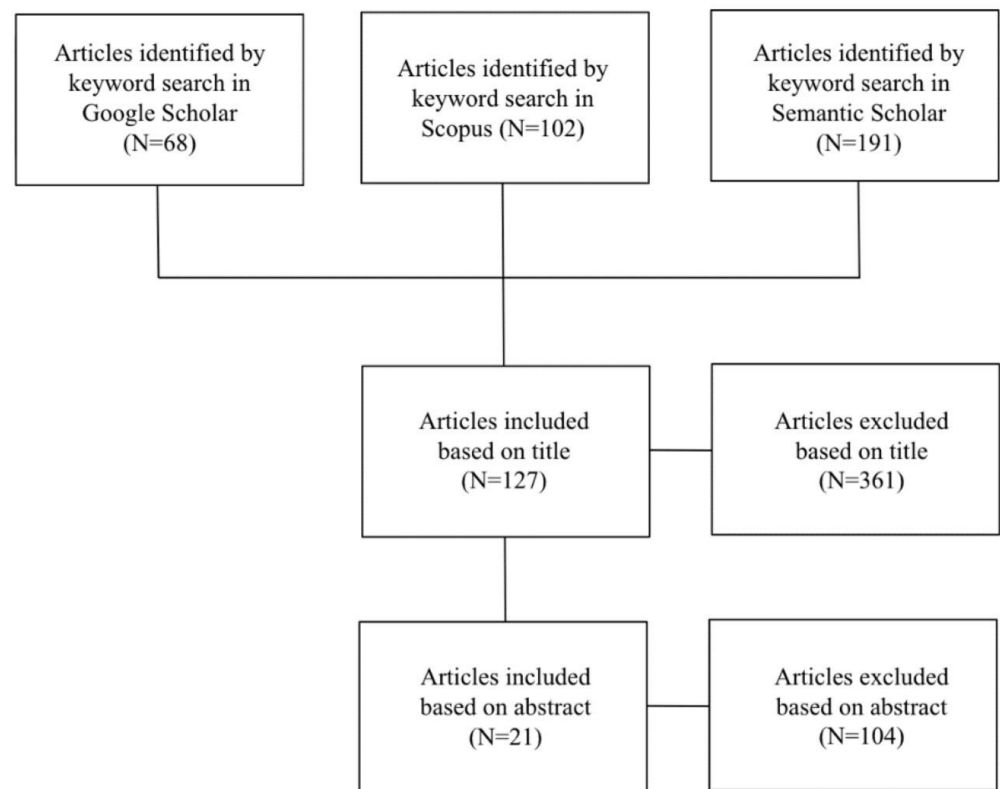 Articles identified by
keyword search in
Google Scholar
(N=68)
Articles identified by
keyword search in
Scopus (N=102)
Articles identified by
keyword search in
Semantic Scholar
(N=191)
Articles included
based on title
(N=127)
Articles excluded
based on title
(N=361)
Articles included
based on abstract
(N=21)
Articles excluded
based on abstract
(N=104)